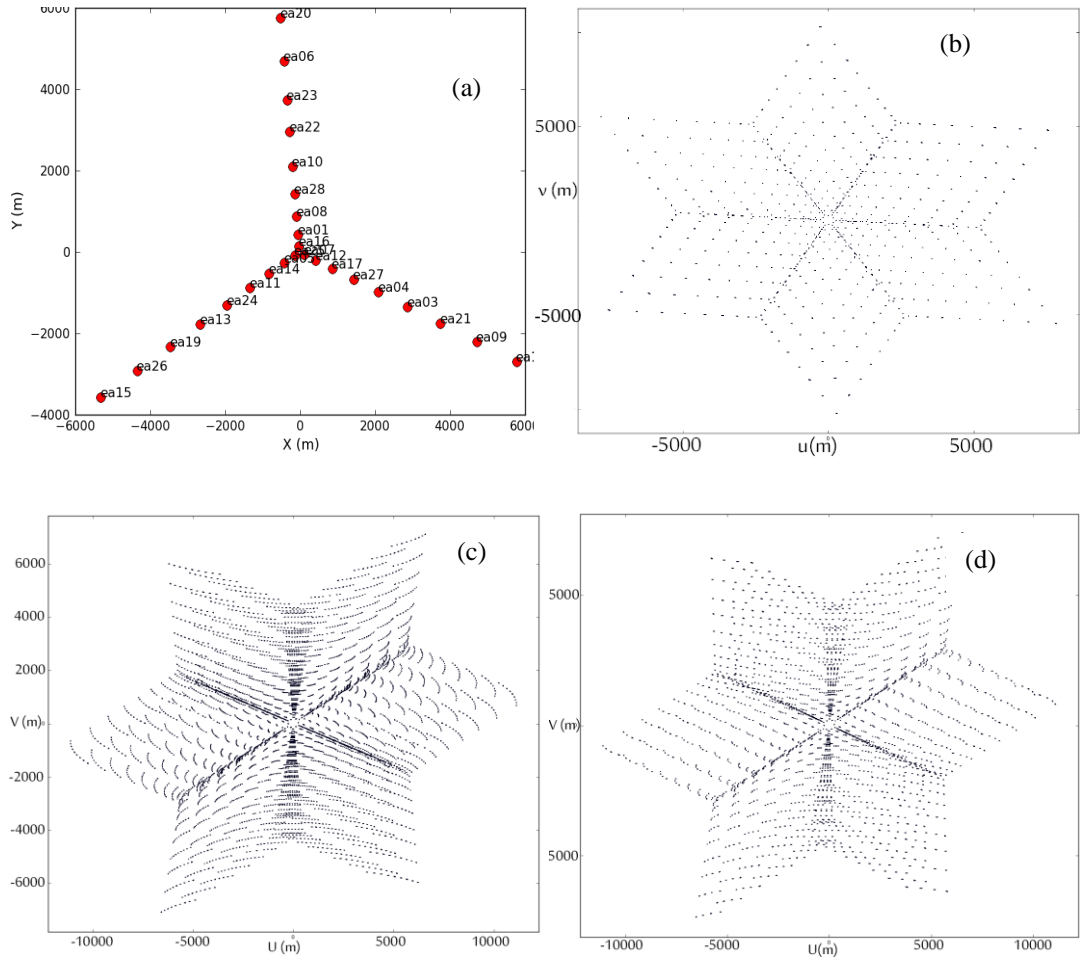 (a)
6000
4000
2000
0
−2000
−4000
Y (m)
ea20
ea06
ea23
ea22
ea10
ea28
ea08
ea01
ea16
ea12
ea17
ea27
ea04
ea03
ea21
ea09
ea14
ea11
ea24
ea13
ea19
ea26
ea15
−6000 −4000 −2000 0 2000 4000 6000
X (m)
(b)
5000
v (m)
-5000
-5000 u(m) 5000
(c)
6000
4000
2000
V (m)
-2000
-4000
-6000
-10000 -5000 U (m) 5000 10000
(d)
5000
V (m)
5000
-10000 -5000 U(m) 5000 10000